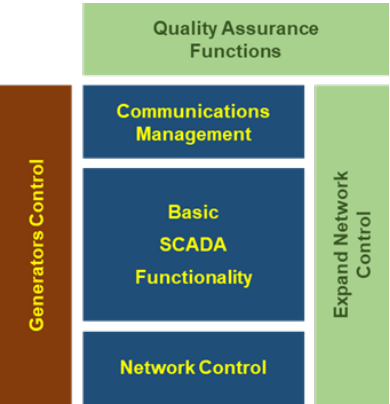 Quality Assurance
Functions
Communications
Management
Generators Control
Basic
SCADA
Functionality
Expand Network
Control
Network Control